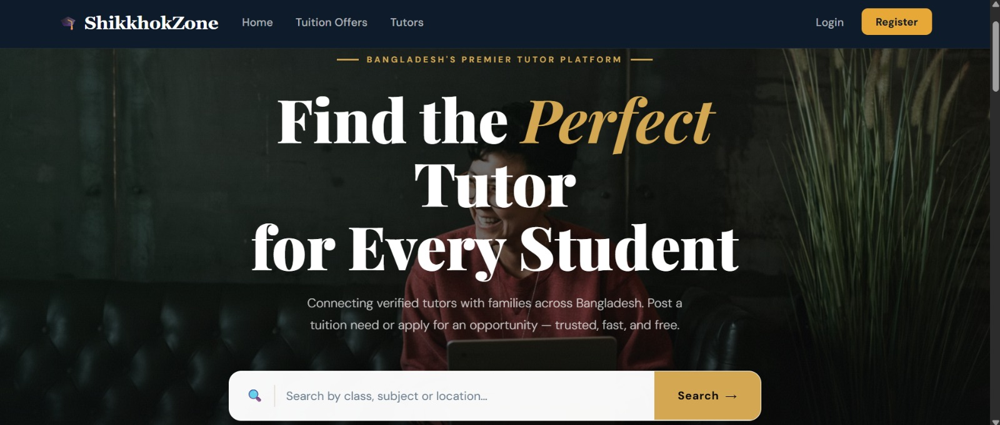 ShikkhokZone Home Tuition Offers Tutors Login Register
BANGLADESH'S PREMIER TUTOR PLATFORM
Find the Perfect
Tutor
for Every Student
Connecting verified tutors with families across Bangladesh. Post a
tuition need or apply for an opportunity — trusted, fast, and free.
Search by class, subject or location... Search →